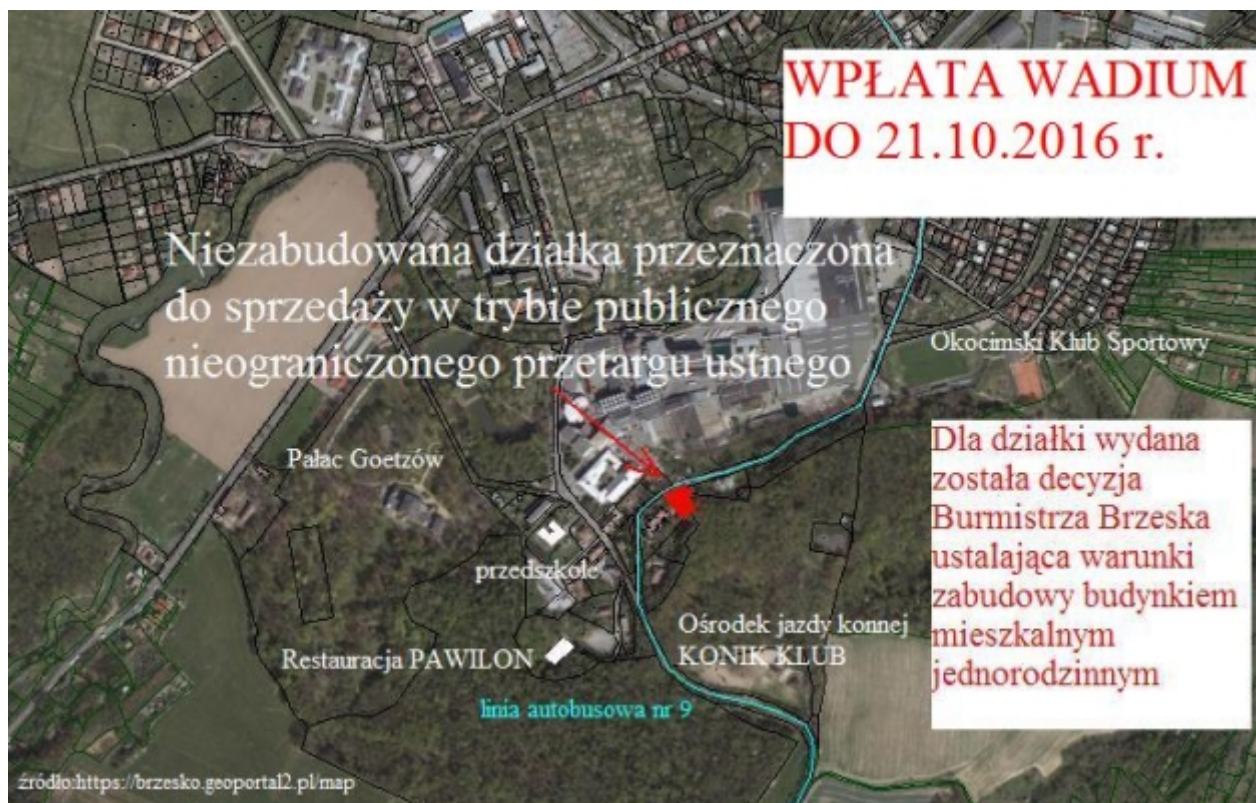 WPŁATA WADIUM
DO 21.10.2016 r.
Niezabudowana działka przeznaczona
do sprzedaży w trybie publicznego
nieograniczonego przetargu ustnego
Okocimski Klub Sportowy
Dla działki wydana
została decyzja
Burmistrza Brzeska
ustalająca warunki
zabudowy budynkiem
mieszkalnym
jednorodzinnym
Pałac Goetzów
przedszkole
Ośrodek jazdy konnej
KONIK KLUB
Restauracja PAWILON
linia autobusowa nr 9
źródło:https://brzesko.geoportal2.pl/map